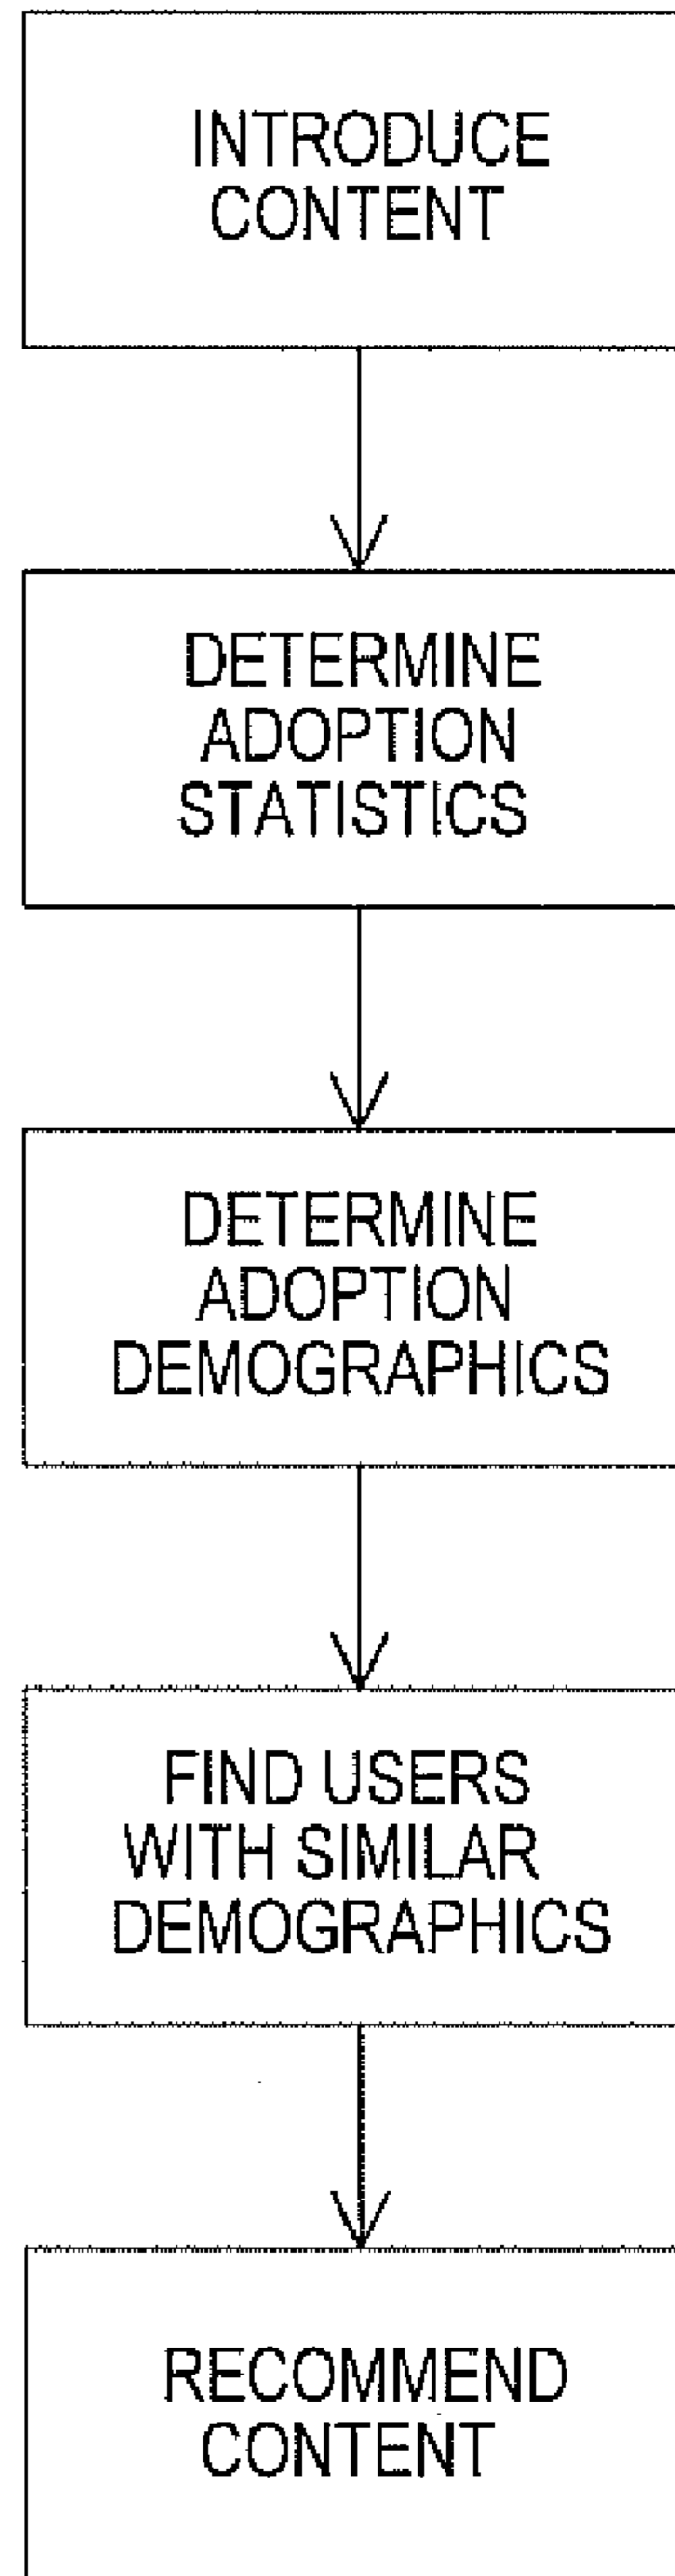 INTRODUCE
CONTENT
DETERMINE
ADOPTION
STATISTICS
DETERMINE
ADOPTION
DEMOGRAPHICS
FIND USERS
WITH SIMILAR
DEMOGRAPHICS
RECOMMEND
CONTENT